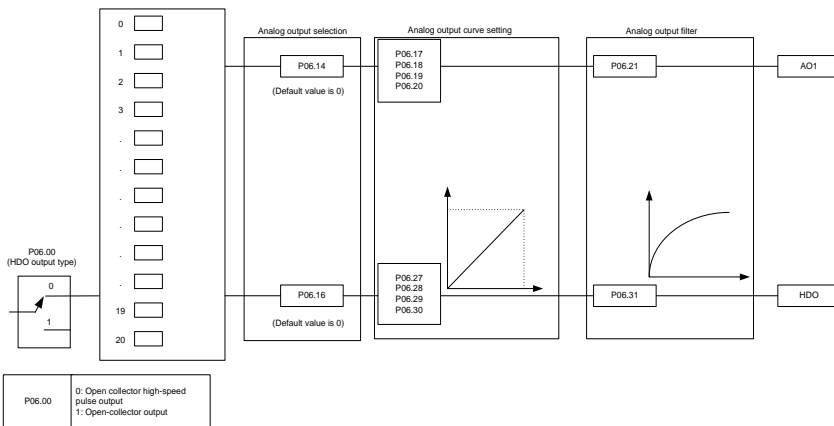 0
1
2
3
.
.
.
.
.
.
19
20
Analog output selection
P06.14
(Default value is 0)
P06.16
(Default value is 0)
Analog output curve setting
P06.17
P06.18
P06.19
P06.20
P06.27
P06.28
P06.29
P06.30
Analog output filter
P06.21
P06.31
AO1
HDO
P06.00
(HDO output type)
0
1
P06.00
0: Open collector high-speed
pulse output
1: Open-collector output